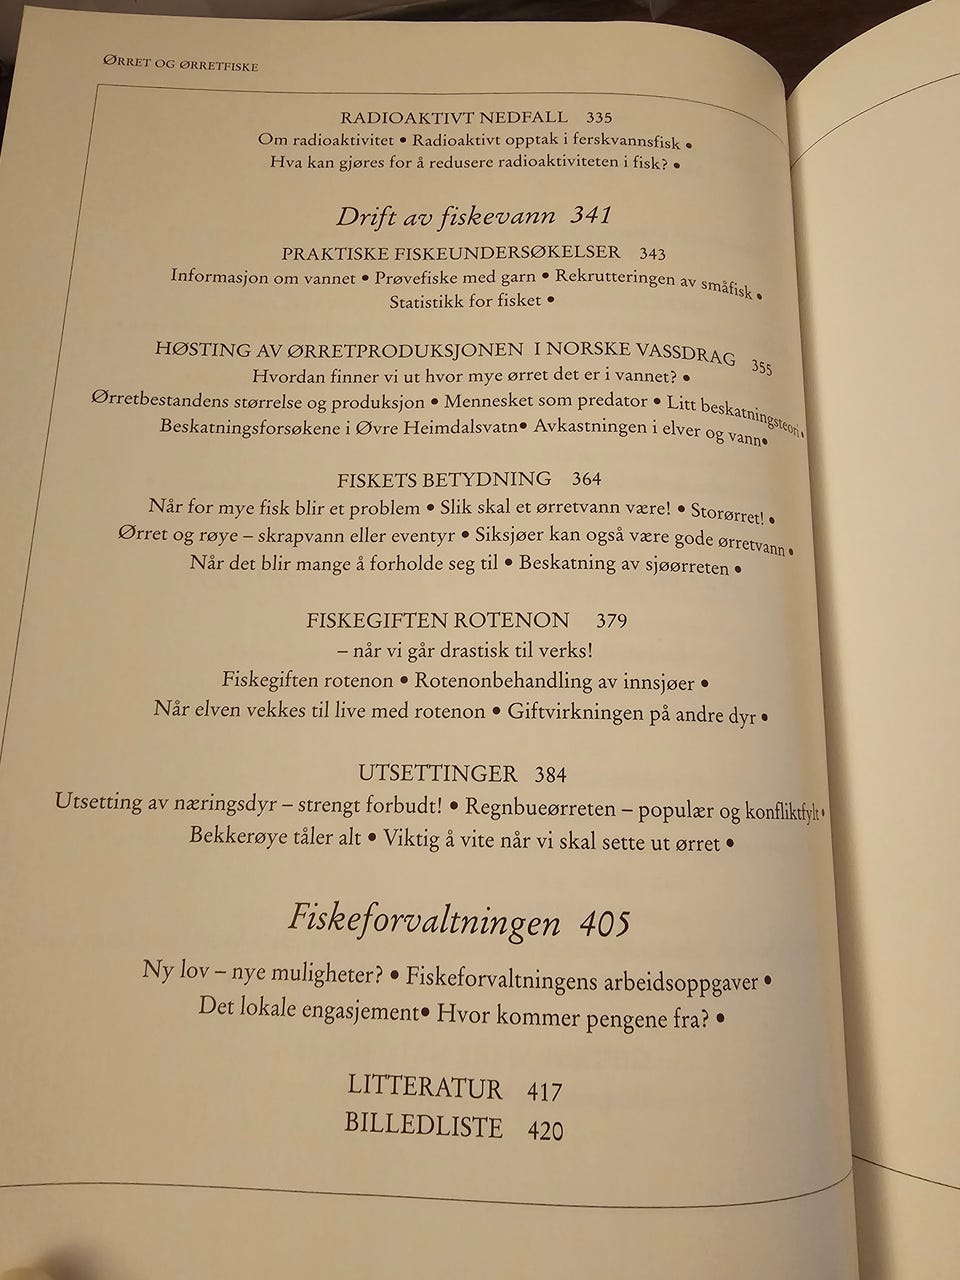 ØRRET OG ØRRETFISKE
RADIOAKTIVT NEDFALL 335
Om radioaktivitet • Radioaktivt opptak i ferskvannsfisk •
Hva kan gjøres for å redusere radioaktiviteten i fisk? •
Drift av fiskevann 341
PRAKTISKE FISKEUNDERSØKELSER 343
Informasjon om vannet • Prøvefiske med garn • Rekrutteringen av småfisk •
Statistikk for fisket •
HØSTING AV ØRRETPRODUKSJONEN I NORSKE VASSDRAG 355
Hvordan finner vi ut hvor mye ørret det er i vannet? •
Ørretbestandens størrelse og produksjon • Mennesket som predator • Litt beskatningsteori •
Beskatningsforsøkene i Øvre Heimdalsvatn• Avkastningen i elver og vann•
FISKETS BETYDNING 364
Når for mye fisk blir et problem • Slik skal et ørretvann være! • Storørret! •
Ørret og røye – skrapvann eller eventyr • Siksjøer kan også være gode ørretvann •
Når det blir mange å forholde seg til • Beskatning av sjøørreten •
FISKEGIFTEN ROTENON 379
– når vi går drastisk til verks!
Fiskegiften rotenon • Rotenonbehandling av innsjøer •
Når elven vekkes til live med rotenon • Giftvirkningen på andre dyr •
UTSETTINGER 384
Utsetting av næringsdyr – strengt forbudt! • Regnbueørreten – populær og konfliktfylt •
Bekkerøye tåler alt • Viktig å vite når vi skal sette ut ørret •
Fiskeforvaltningen 405
Ny lov – nye muligheter? • Fiskeforvaltningens arbeidsoppgaver •
Det lokale engasjement• Hvor kommer pengene fra? •
LITTERATUR 417
BILLEDLISTE 420